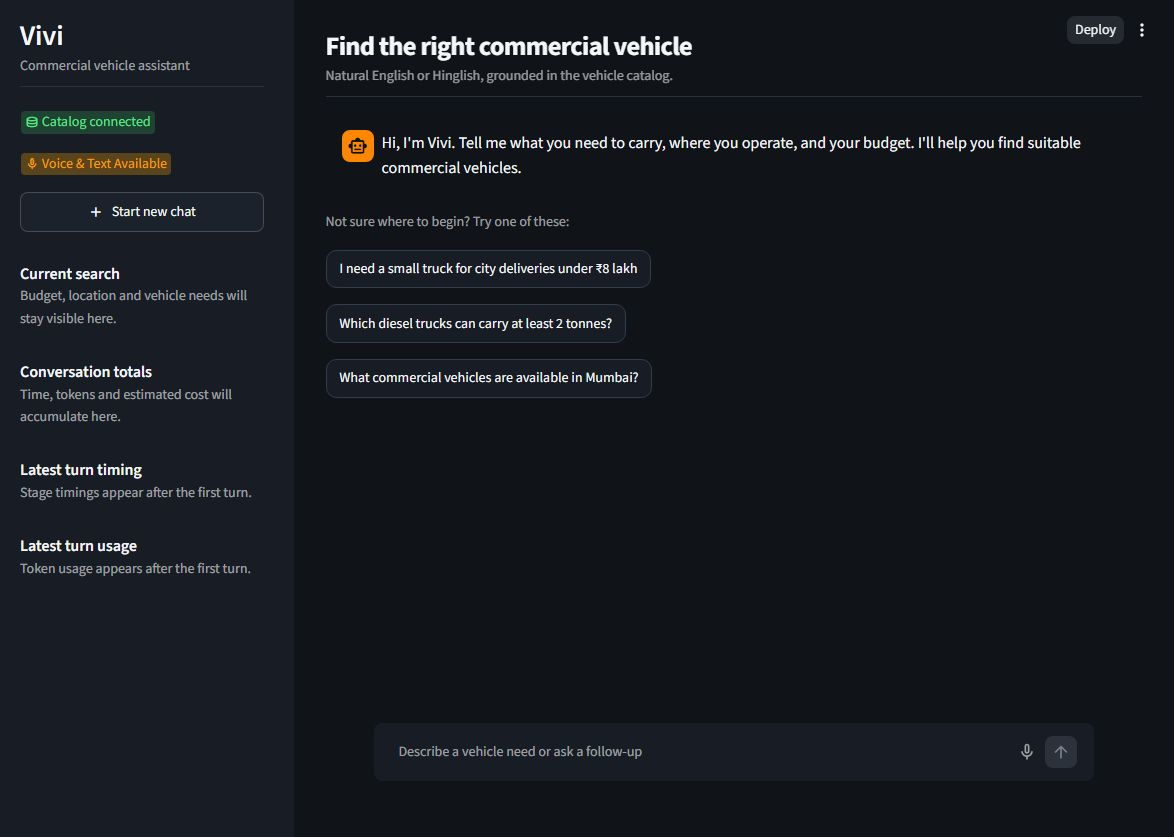 Vivi
Commercial vehicle assistant
Catalog connected
Voice & Text Available
+ Start new chat
Current search
Budget, location and vehicle needs will
stay visible here.
Conversation totals
Time, tokens and estimated cost will
accumulate here.
Latest turn timing
Stage timings appear after the first turn.
Latest turn usage
Token usage appears after the first turn.
Deploy
Find the right commercial vehicle
Natural English or Hinglish, grounded in the vehicle catalog.
Hi, I'm Vivi. Tell me what you need to carry, where you operate, and your budget. I'll help you find suitable
commercial vehicles.
Not sure where to begin? Try one of these:
I need a small truck for city deliveries under ₹8 lakh
Which diesel trucks can carry at least 2 tonnes?
What commercial vehicles are available in Mumbai?
Describe a vehicle need or ask a follow-up